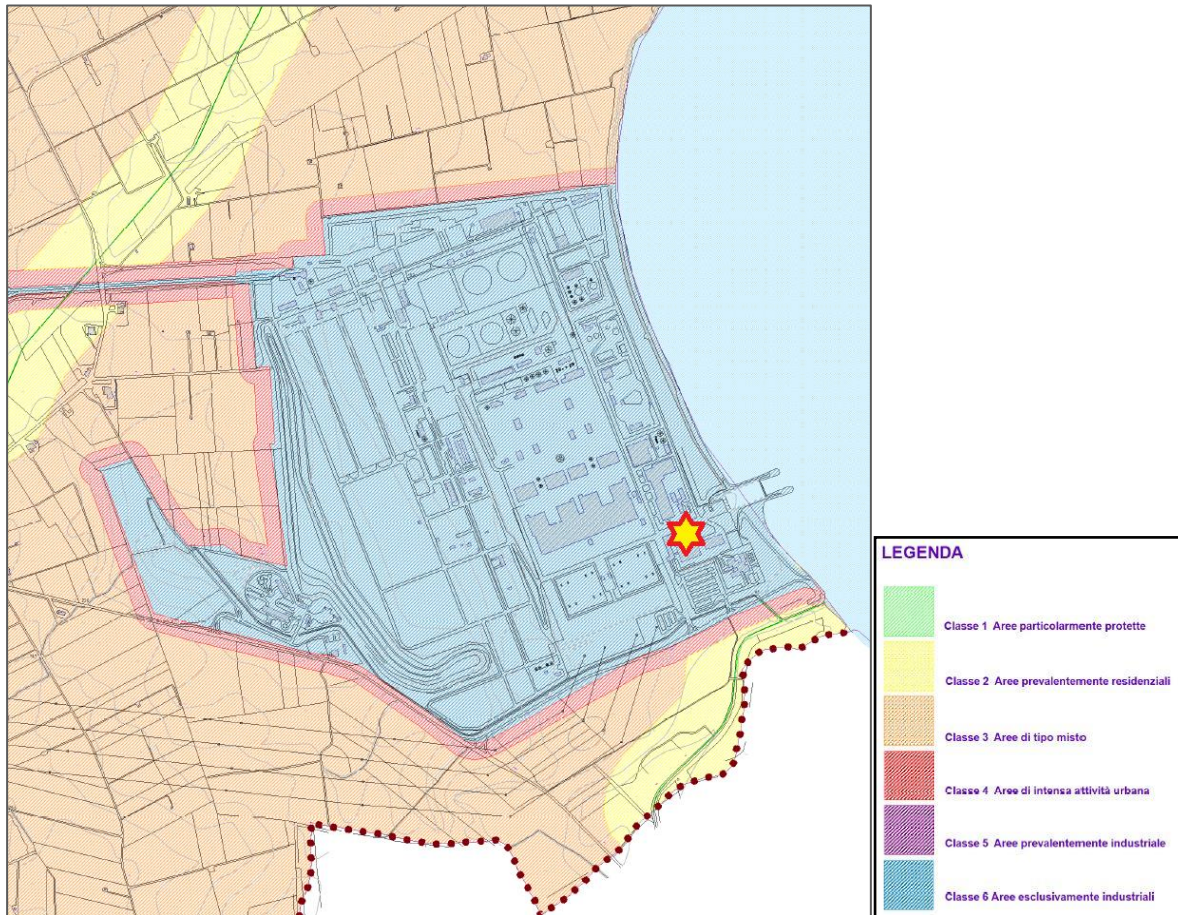 LEGENDA
Classe 1 Aree particolarmente protette
Classe 2 Aree prevalentemente residenziali
Classe 3 Aree di tipo misto
Classe 4 Aree di intensa attività urbana
Classe 5 Aree prevalentemente industriale
Classe 6 Aree esclusivamente industriali